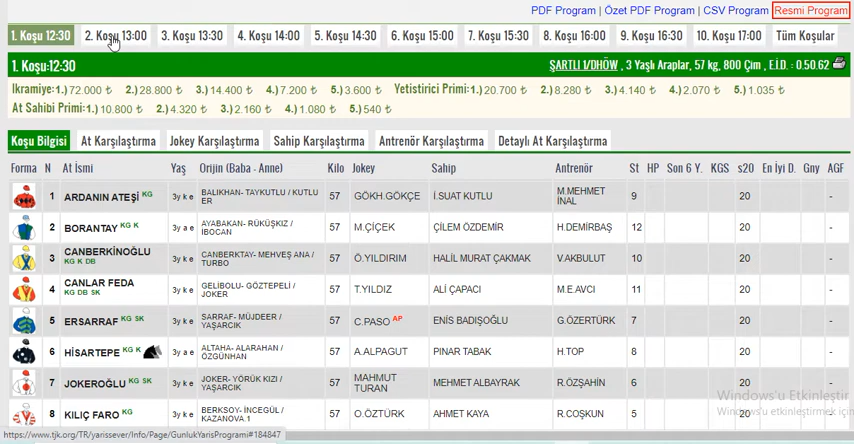 PDF Program | Özet PDF Program | CSV Program Resmi Program
1. Koşu 12:30 2. Koşu 13:00 3. Koşu 13:30 4. Koşu 14:00 5. Koşu 14:30 6. Koşu 15:00 7. Koşu 15:30 8. Koşu 16:00 9. Koşu 16:30 10. Koşu 17:00 Tüm Koşular
1. Koşu:12:30 ŞARTLI 1/DHÖW , 3 Yaşlı Araplar, 57 kg, 800 Çim , E.İ.D. : 0.50.62
Ikramiye:1.) 72.000 ₺ 2.) 28.800 ₺ 3.) 14.400 ₺ 4.) 7.200 ₺ 5.) 3.600 ₺ Yetistirici Primi:1.) 20.700 ₺ 2.) 8.280 ₺ 3.) 4.140 ₺ 4.) 2.070 ₺ 5.) 1.035 ₺
At Sahibi Primi:1.) 10.800 ₺ 2.) 4.320 ₺ 3.) 2.160 ₺ 4.) 1.080 ₺ 5.) 540 ₺
Koşu Bilgisi At Karşılaştırma Jokey Karşılaştırma Sahip Karşılaştırma Antrenör Karşılaştırma Detaylı At Karşılaştırma
Forma N At İsmi Yaş Orijin (Baba - Anne) Kilo Jokey Sahip Antrenör St HP Son 6 Y. KGS s20 En İyi D. Gny AGF
1 ARDANIN ATEŞİ KG 3y k e BALIKHAN- TAYKUTLU / KUTLU ER 57 GÖKH.GÖKÇE İ.SUAT KUTLU M.MEHMET İNAL 9 20 -
2 BORANTAY KG K 3y a e AYABAKAN- RÜKÜŞKIZ / IBOCAN 57 M.ÇİÇEK ÇİLEM ÖZDEMİR H.DEMİRBAŞ 12 20 -
3 CANBERKİNOĞLU KG K DB 3y k e CANBERKTAY- MEHVEŞ ANA / TURBO 57 Ö.YILDIRIM HALİL MURAT ÇAKMAK V.AKBULUT 10 20 -
4 CANLAR FEDA KG DB SK 3y k e GELİBOLU- GÖZTEPELİ / JOKER 57 T.YILDIZ ALİ ÇAPACI M.E.AVCI 11 20 -
5 ERSARRAF KG SK 3y k e SARRAF- MÜJDEER / YAŞARCIK 57 C.PASO AP ENİS BADIŞOĞLU G.ÖZERTÜRK 7 20 -
6 HİSARTEPE KG K 3y a e ALTAHA- ALARAHAN / ÖZGÜNHAN 57 A.ALPAGUT PINAR TABAK H.TOP 8 20 -
7 JOKEROĞLU KG SK 3y k e JOKER- YÖRÜK KIZI / YAŞARCIK 57 MAHMUT TURAN MEHMET ALBAYRAK R.ÖZŞAHİN 6 20 -
8 KILIÇ FARO KG 3y k e BERKSOY- İNCEGÜL / KAZANOVA.1 57 O.ÖZTÜRK AHMET KAYA R.COŞKUN 5 20
Windows'u Etkinleştir
Windows'u etkinleştirmek için
https://www.tjk.org/TR/yarissever/Info/Page/GunlukYarisProgrami#184847